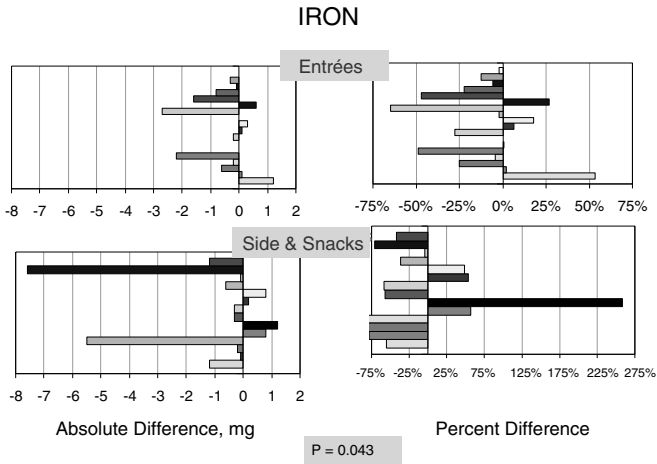 IRON
Entrées
-8 -7 -6 -5 -4 -3 -2 -1 0 1 2
-75% -50% -25% 0% 25% 50% 75%
Side & Snacks
-8 -7 -6 -5 -4 -3 -2 -1 0 1 2
-75% -25% 25% 75% 125% 175% 225% 275%
Absolute Difference, mg
Percent Difference
P = 0.043